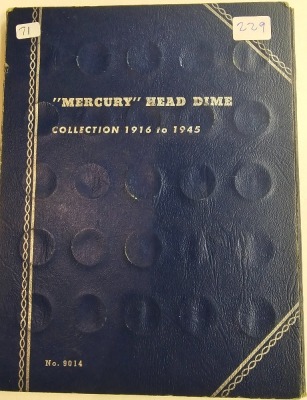 71
229
"MERCURY" HEAD DIME
COLLECTION 1916 to 1945
No. 9014